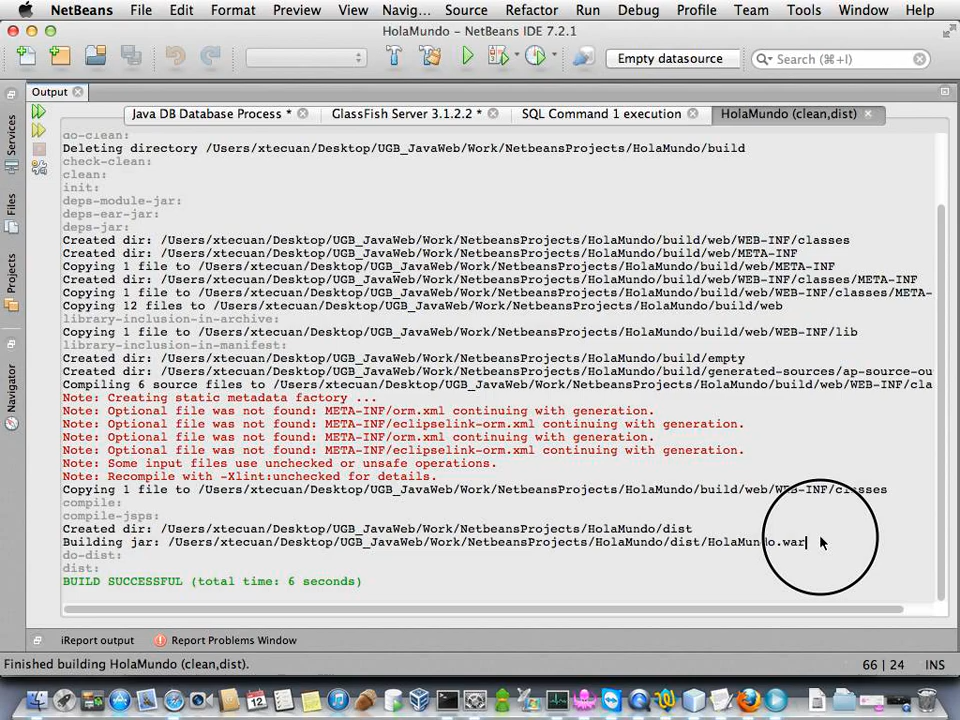 NetBeans File Edit Format Preview View Navig... Source Refactor Run Debug Profile Team Tools Window Help
HolaMundo - NetBeans IDE 7.2.1
Empty datasource
Search (⌘+I)
Output
Services
Files
Projects
Navigator
Java DB Database Process * GlassFish Server 3.1.2.2 * SQL Command 1 execution HolaMundo (clean,dist)
do-clean:
Deleting directory /Users/xtecuan/Desktop/UGB_JavaWeb/Work/NetbeansProjects/HolaMundo/build
check-clean:
clean:
init:
deps-module-jar:
deps-ear-jar:
deps-jar:
Created dir: /Users/xtecuan/Desktop/UGB_JavaWeb/Work/NetbeansProjects/HolaMundo/build/web/WEB-INF/classes
Created dir: /Users/xtecuan/Desktop/UGB_JavaWeb/Work/NetbeansProjects/HolaMundo/build/web/META-INF
Copying 1 file to /Users/xtecuan/Desktop/UGB_JavaWeb/Work/NetbeansProjects/HolaMundo/build/web/META-INF
Created dir: /Users/xtecuan/Desktop/UGB_JavaWeb/Work/NetbeansProjects/HolaMundo/build/web/WEB-INF/classes/META-INF
Copying 1 file to /Users/xtecuan/Desktop/UGB_JavaWeb/Work/NetbeansProjects/HolaMundo/build/web/WEB-INF/classes/META-
Copying 12 files to /Users/xtecuan/Desktop/UGB_JavaWeb/Work/NetbeansProjects/HolaMundo/build/web
library-inclusion-in-archive:
Copying 1 file to /Users/xtecuan/Desktop/UGB_JavaWeb/Work/NetbeansProjects/HolaMundo/build/web/WEB-INF/lib
library-inclusion-in-manifest:
Created dir: /Users/xtecuan/Desktop/UGB_JavaWeb/Work/NetbeansProjects/HolaMundo/build/empty
Created dir: /Users/xtecuan/Desktop/UGB_JavaWeb/Work/NetbeansProjects/HolaMundo/build/generated-sources/ap-source-ou
Compiling 6 source files to /Users/xtecuan/Desktop/UGB_JavaWeb/Work/NetbeansProjects/HolaMundo/build/web/WEB-INF/cla
Note: Creating static metadata factory ...
Note: Optional file was not found: META-INF/orm.xml continuing with generation.
Note: Optional file was not found: META-INF/eclipselink-orm.xml continuing with generation.
Note: Optional file was not found: META-INF/orm.xml continuing with generation.
Note: Optional file was not found: META-INF/eclipselink-orm.xml continuing with generation.
Note: Some input files use unchecked or unsafe operations.
Note: Recompile with -Xlint:unchecked for details.
Copying 1 file to /Users/xtecuan/Desktop/UGB_JavaWeb/Work/NetbeansProjects/HolaMundo/build/web/WEB-INF/classes
compile:
compile-jsps:
Created dir: /Users/xtecuan/Desktop/UGB_JavaWeb/Work/NetbeansProjects/HolaMundo/dist
Building jar: /Users/xtecuan/Desktop/UGB_JavaWeb/Work/NetbeansProjects/HolaMundo/dist/HolaMundo.war
do-dist:
dist:
BUILD SUCCESSFUL (total time: 6 seconds)
iReport output Report Problems Window
Finished building HolaMundo (clean,dist). 66 | 24 INS
12